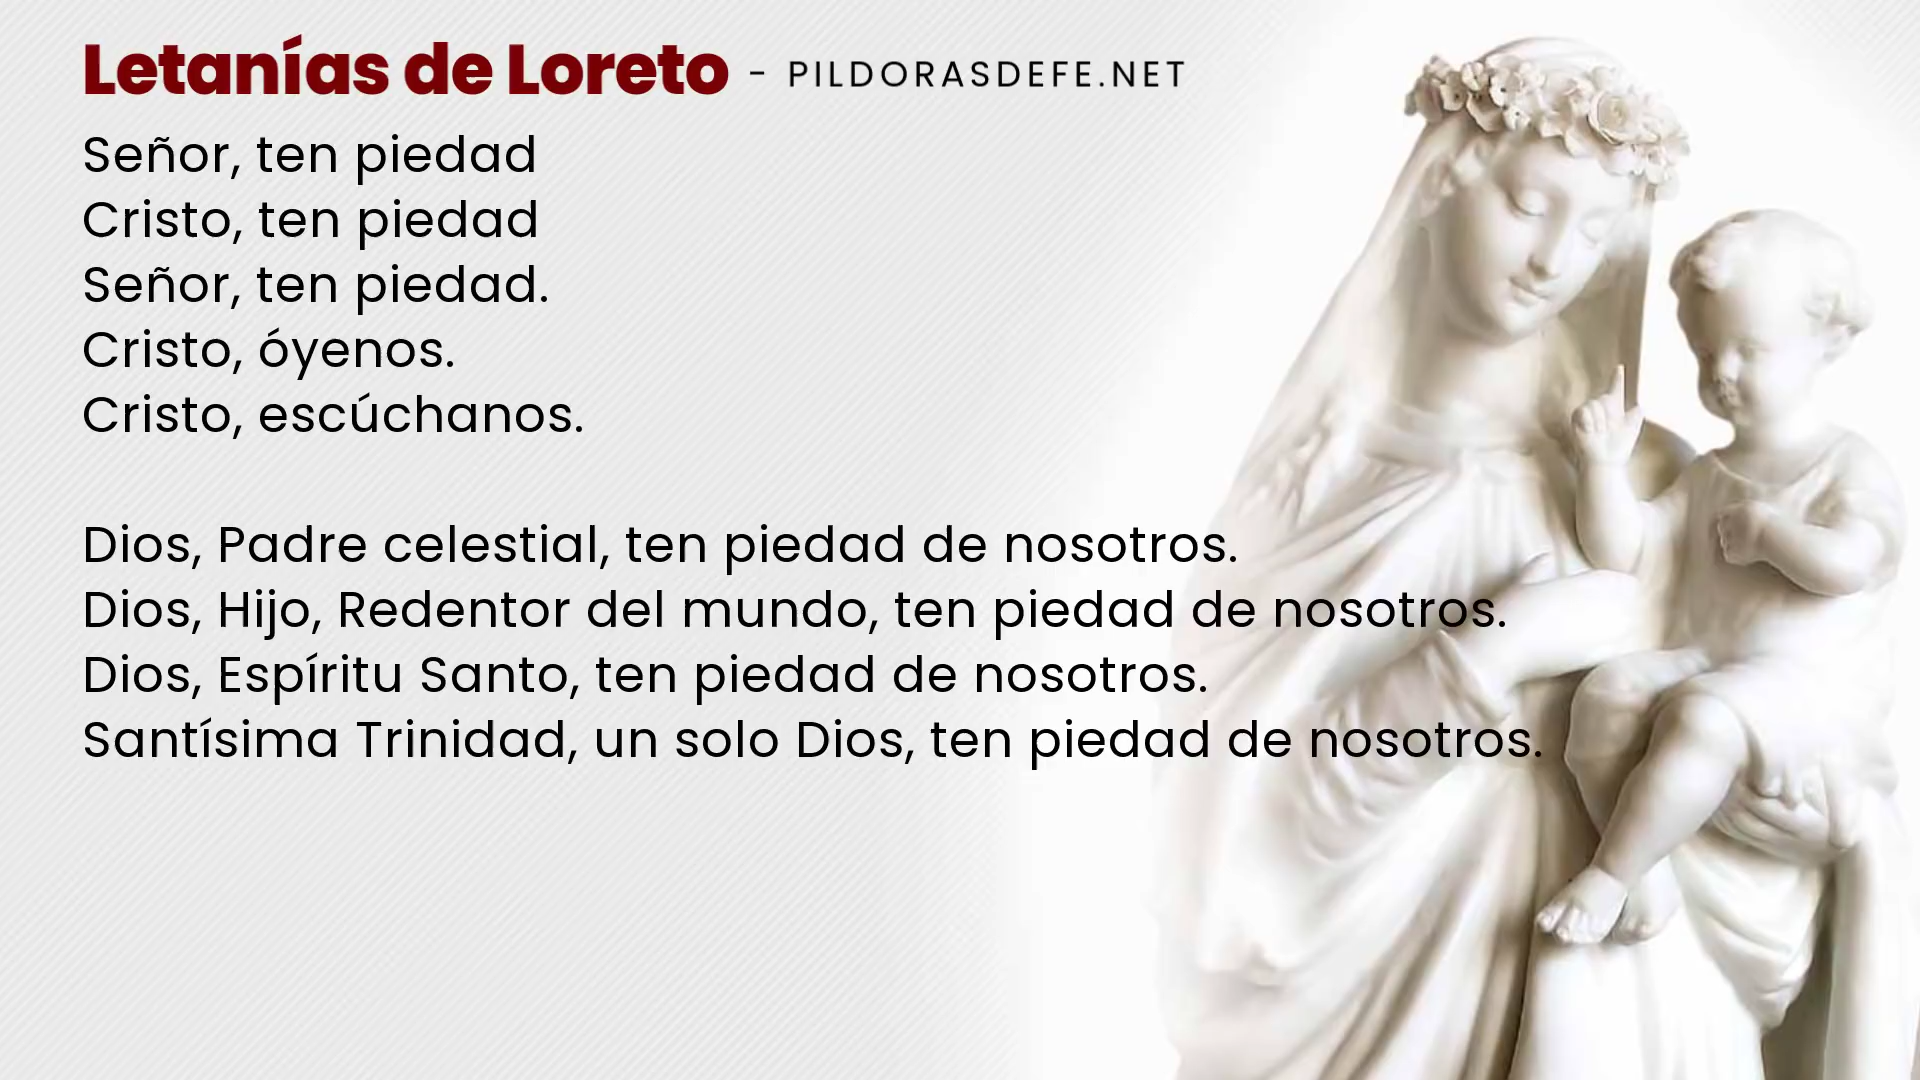 Letanías de Loreto - PILDORASDEFE.NET
Señor, ten piedad
Cristo, ten piedad
Señor, ten piedad.
Cristo, óyenos.
Cristo, escúchanos.
Dios, Padre celestial, ten piedad de nosotros.
Dios, Hijo, Redentor del mundo, ten piedad de nosotros.
Dios, Espíritu Santo, ten piedad de nosotros.
Santísima Trinidad, un solo Dios, ten piedad de nosotros.